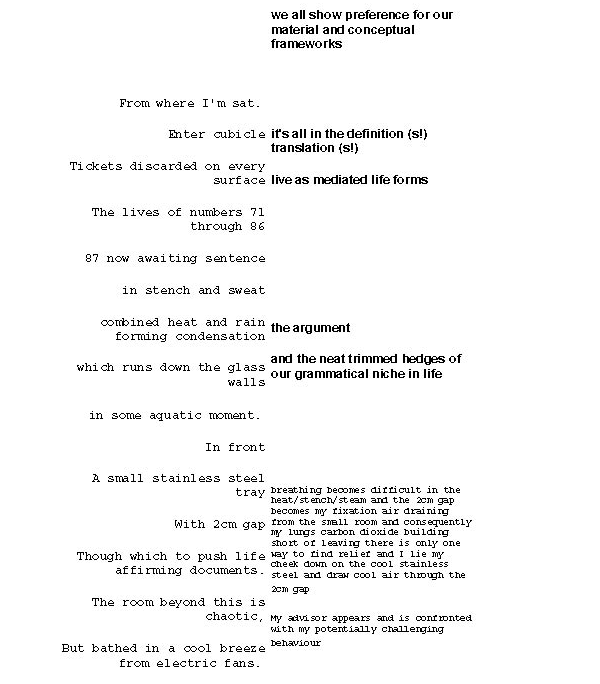 we all show preference for our
material and conceptual
frameworks
From where I'm sat.
Enter cubicle it's all in the definition (s!)
translation (s!)
Tickets discarded on every
surface live as mediated life forms
The lives of numbers 71
through 86
87 now awaiting sentence
in stench and sweat
combined heat and rain the argument
forming condensation
which runs down the glass and the neat trimmed hedges of
walls our grammatical niche in life
in some aquatic moment.
In front
A small stainless steel
tray
With 2cm gap
Though which to push life
affirming documents.
breathing becomes difficult in the
heat/stench/steam and the 2cm gap
becomes my fixation air draining
from the small room and consequently
my lungs carbon dioxide building
short of leaving there is only one
way to find relief and I lie my
cheek down on the cool stainless
steel and draw cool air through the
2cm gap
The room beyond this is
chaotic,
My advisor appears and is confronted
with my potentially challenging
behaviour
But bathed in a cool breeze
from electric fans.